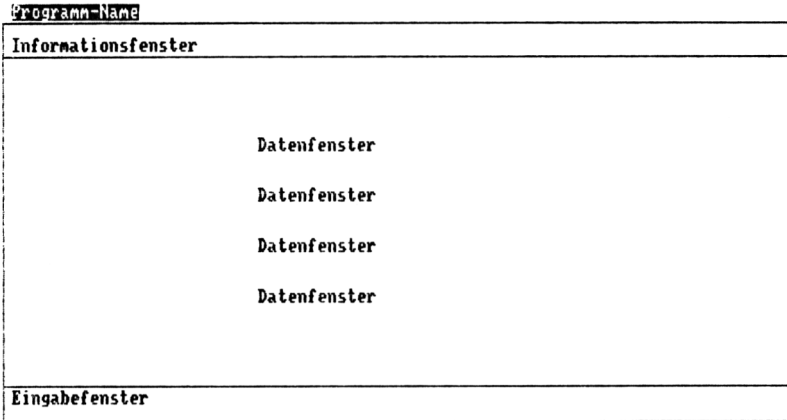 Programm-Name
Informationsfenster
Datenfenster
Datenfenster
Datenfenster
Datenfenster
Eingabefenster